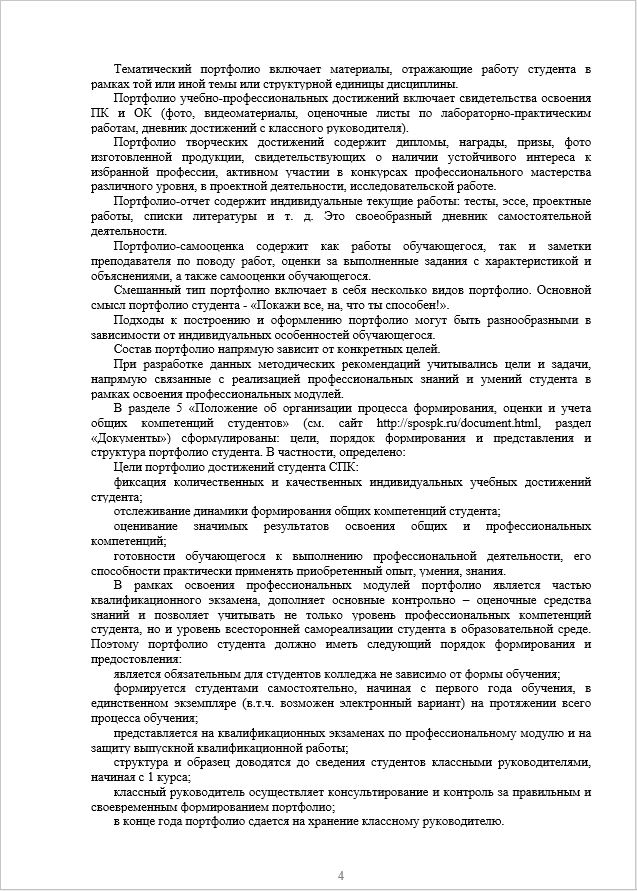 Тематический портфолио включает материалы, отражающие работу студента в
рамках той или иной темы или структурной единицы дисциплины.
Портфолио учебно-профессиональных достижений включает свидетельства освоения
ПК и ОК (фото, видеоматериалы, оценочные листы по лабораторно-практическим
работам, дневник достижений с классного руководителя).
Портфолио творческих достижений содержит дипломы, награды, призы, фото
изготовленной продукции, свидетельствующих о наличии устойчивого интереса к
избранной профессии, активном участии в конкурсах профессионального мастерства
различного уровня, в проектной деятельности, исследовательской работе.
Портфолио-отчет содержит индивидуальные текущие работы: тесты, эссе, проектные
работы, списки литературы и т. д. Это своеобразный дневник самостоятельной
деятельности.
Портфолио-самооценка содержит как работы обучающегося, так и заметки
преподавателя по поводу работ, оценки за выполненные задания с характеристикой и
объяснениями, а также самооценки обучающегося.
Смешанный тип портфолио включает в себя несколько видов портфолио. Основной
смысл портфолио студента - «Покажи все, на, что ты способен!».
Подходы к построению и оформлению портфолио могут быть разнообразными в
зависимости от индивидуальных особенностей обучающегося.
Состав портфолио напрямую зависит от конкретных целей.
При разработке данных методических рекомендаций учитывались цели и задачи,
напрямую связанные с реализацией профессиональных знаний и умений студента в
рамках освоения профессиональных модулей.
В разделе 5 «Положение об организации процесса формирования, оценки и учета
общих компетенций студентов» (см. сайт http://spospk.ru/document.html, раздел
«Документы») сформулированы: цели, порядок формирования и представления и
структура портфолио студента. В частности, определено:
Цели портфолио достижений студента СПК:
фиксация количественных и качественных индивидуальных учебных достижений
студента;
отслеживание динамики формирования общих компетенций студента;
оценивание значимых результатов освоения общих и профессиональных
компетенций;
готовности обучающегося к выполнению профессиональной деятельности, его
способности практически применять приобретенный опыт, умения, знания.
В рамках освоения профессиональных модулей портфолио является частью
квалификационного экзамена, дополняет основные контрольно – оценочные средства
знаний и позволяет учитывать не только уровень профессиональных компетенций
студента, но и уровень всесторонней самореализации студента в образовательной среде.
Поэтому портфолио студента должно иметь следующий порядок формирования и
предоставления:
является обязательным для студентов колледжа не зависимо от формы обучения;
формируется студентами самостоятельно, начиная с первого года обучения, в
единственном экземпляре (в.т.ч. возможен электронный вариант) на протяжении всего
процесса обучения;
представляется на квалификационных экзаменах по профессиональному модулю и на
защиту выпускной квалификационной работы;
структура и образец доводятся до сведения студентов классными руководителями,
начиная с 1 курса;
классный руководитель осуществляет консультирование и контроль за правильным и
своевременным формированием портфолио;
в конце года портфолио сдается на хранение классному руководителю.
4